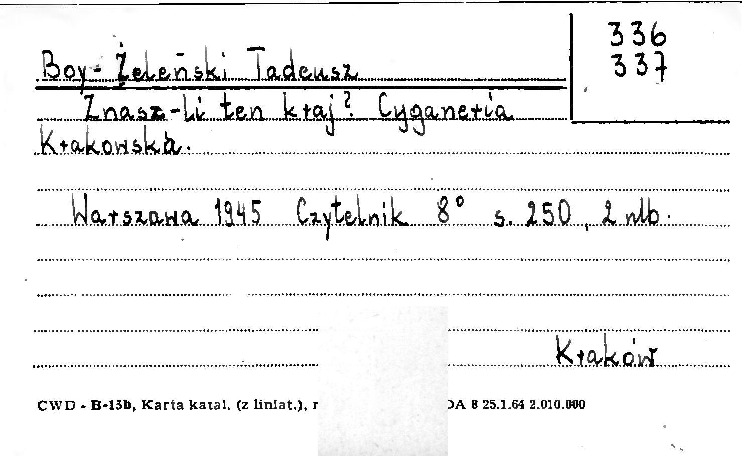 336
337
Boy-Żeleński Tadeusz
Znasz-li ten kraj? Cyganeria
Krakowska.
Warszawa 1945 Czytelnik 8° s. 250, 2 nlb.
Kraków
CWD - B-15b, Karta katal. (z liniat.), DA 8 25.1.64 2.010.000